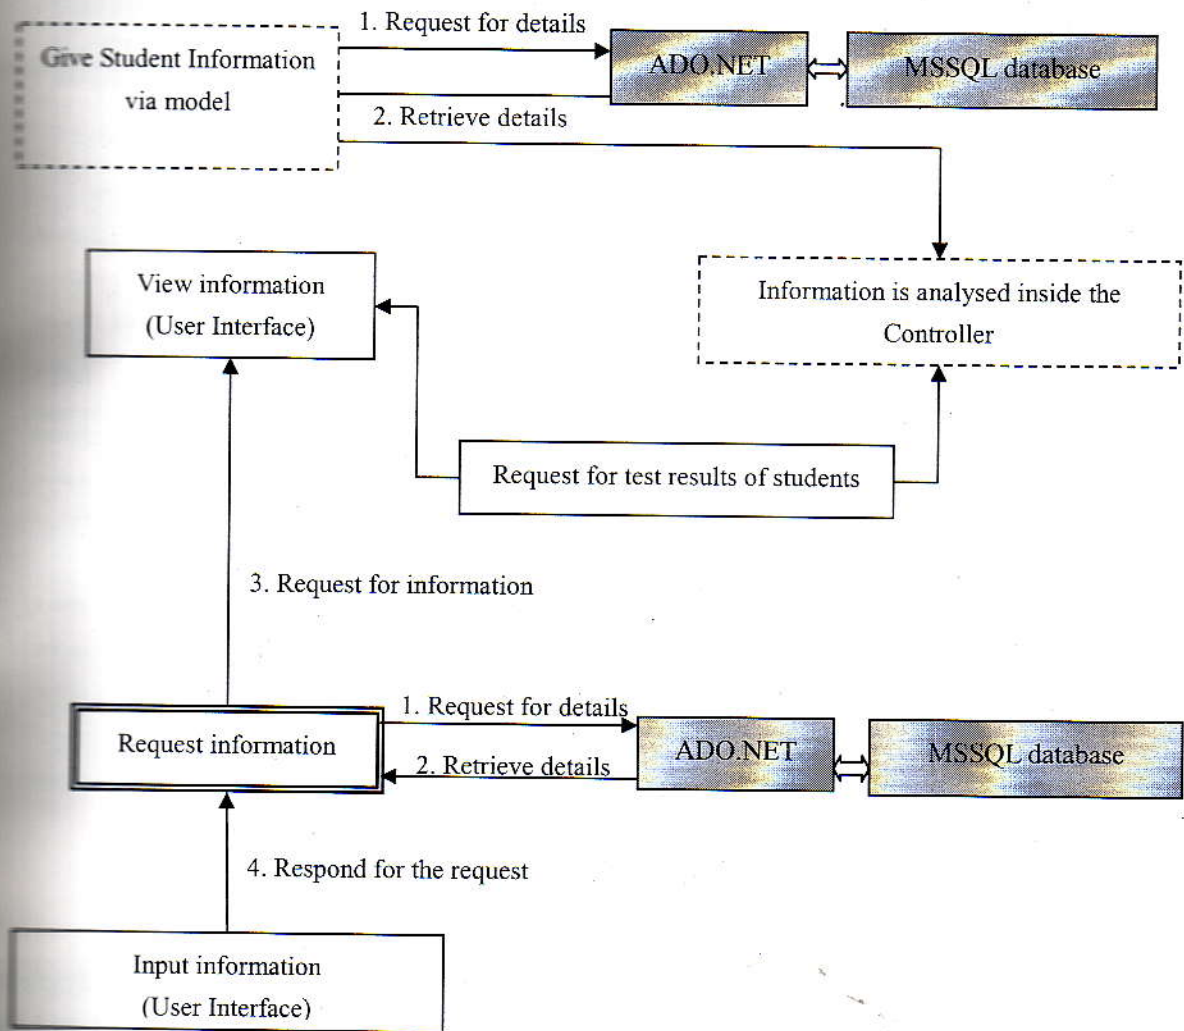 1. Request for details
Give Student Information
via model
ADO.NET
MSSQL database
2. Retrieve details
View information
(User Interface)
Information is analysed inside the
Controller
Request for test results of students
3. Request for information
1. Request for details
Request information
2. Retrieve details
ADO.NET
MSSQL database
4. Respond for the request
Input information
(User Interface)